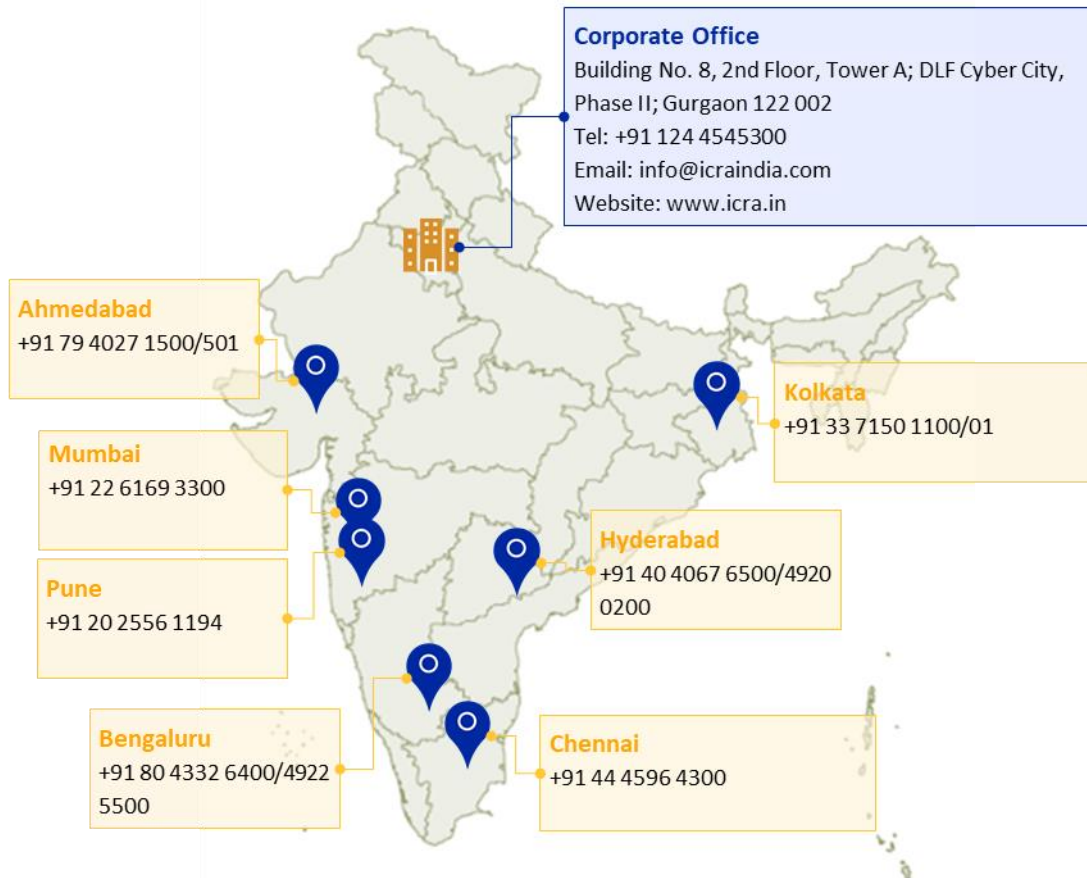 Corporate Office
Building No. 8, 2nd Floor, Tower A; DLF Cyber City,
Phase II; Gurgaon 122 002
Tel: +91 124 4545300
Email: info@icraindia.com
Website: www.icra.in
Ahmedabad
+91 79 4027 1500/501
Kolkata
+91 33 7150 1100/01
Mumbai
+91 22 6169 3300
Hyderabad
+91 40 4067 6500/4920
0200
Pune
+91 20 2556 1194
Bengaluru
+91 80 4332 6400/4922
5500
Chennai
+91 44 4596 4300